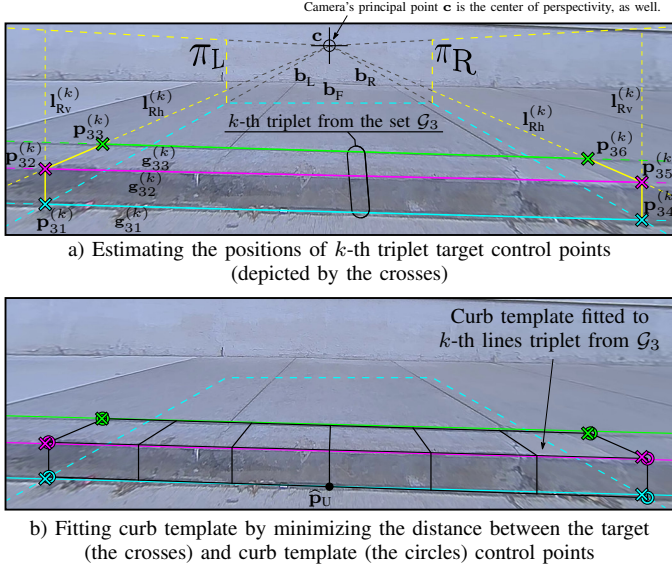 Camera's principal point c is the center of perspectivity, as well.
c
π_L
π_R
b_L
b_R
b_F
l_Rv^(k)
l_Rh^(k)
l_Rh^(k)
l_Rv^(k)
k-th triplet from the set 𝒢_3
p_33^(k)
p_36^(k)
p_32^(k)
g_33^(k)
p_35^(k)
g_32^(k)
p_34^(k)
p_31^(k)
g_31^(k)
a) Estimating the positions of k-th triplet target control points
(depicted by the crosses)
Curb template fitted to
k-th lines triplet from 𝒢_3
p̂_U
b) Fitting curb template by minimizing the distance between the target
(the crosses) and curb template (the circles) control points